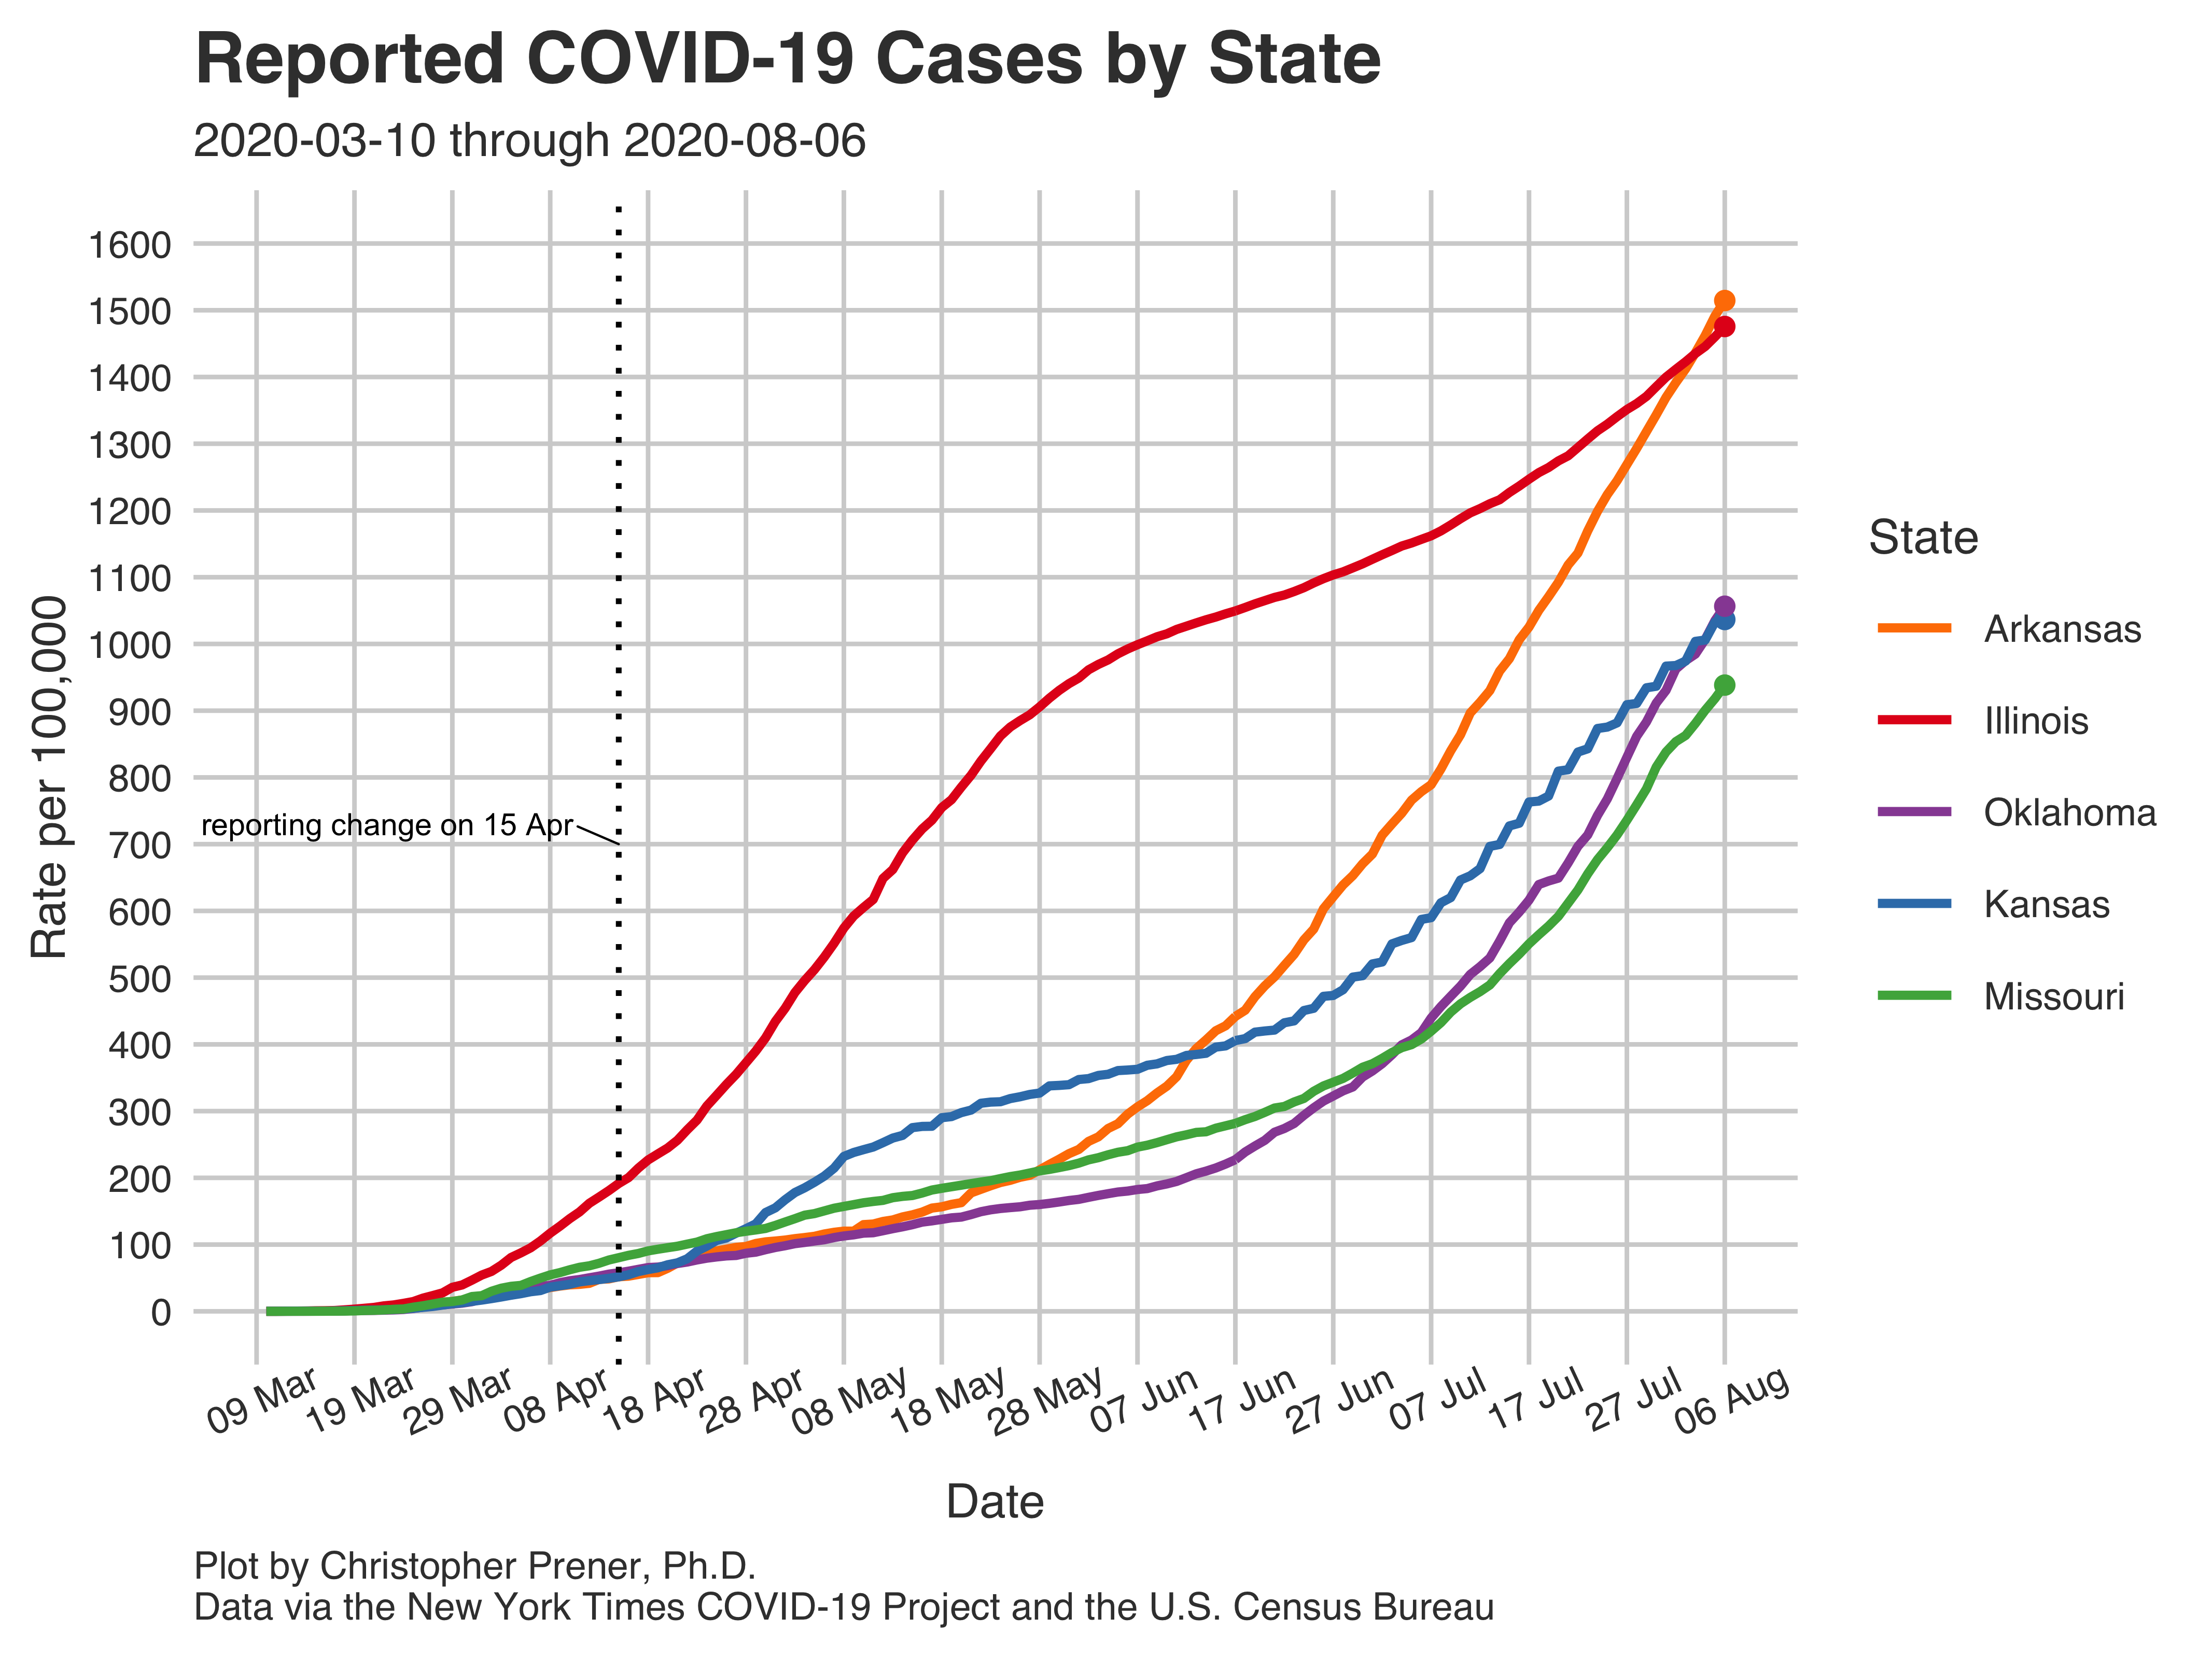 Reported COVID-19 Cases by State
2020-03-10 through 2020-08-06
Rate per 100,000
1600
1500
1400
1300
1200
1100
1000
900
800
700
600
500
400
300
200
100
0
reporting change on 15 Apr
State
Arkansas
Illinois
Oklahoma
Kansas
Missouri
09 Mar
19 Mar
29 Mar
08 Apr
18 Apr
28 Apr
08 May
18 May
28 May
07 Jun
17 Jun
27 Jun
07 Jul
17 Jul
27 Jul
06 Aug
Date
Plot by Christopher Prener, Ph.D.
Data via the New York Times COVID-19 Project and the U.S. Census Bureau